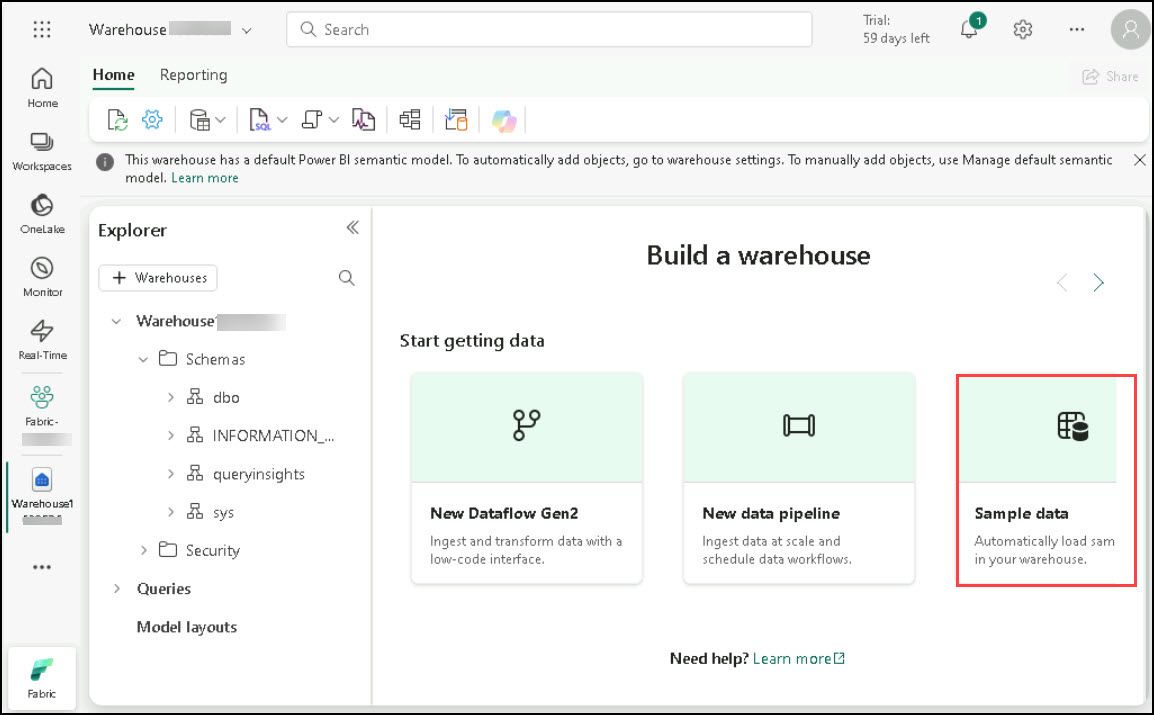 Warehouse
Search
Trial:
59 days left
1
Home
Reporting
Share
Home
Workspaces
OneLake
Monitor
Real-Time
Fabric-
Warehouse1
Fabric
SQL
This warehouse has a default Power BI semantic model. To automatically add objects, go to warehouse settings. To manually add objects, use Manage default semantic
model. Learn more
Explorer
+ Warehouses
Warehouse
Schemas
dbo
INFORMATION_...
queryinsights
sys
Security
Queries
Model layouts
Build a warehouse
Start getting data
New Dataflow Gen2
Ingest and transform data with a
low-code interface.
New data pipeline
Ingest data at scale and
schedule data workflows.
Sample data
Automatically load sam
in your warehouse.
Need help? Learn more